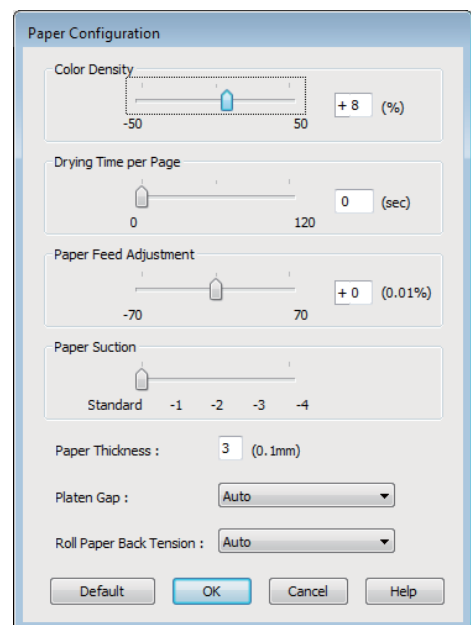 Paper Configuration
Color Density
-50 50
+ 8 (%)
Drying Time per Page
0 120
0 (sec)
Paper Feed Adjustment
-70 70
+ 0 (0.01%)
Paper Suction
Standard -1 -2 -3 -4
Paper Thickness : 3 (0.1mm)
Platen Gap : Auto
Roll Paper Back Tension : Auto
Default OK Cancel Help